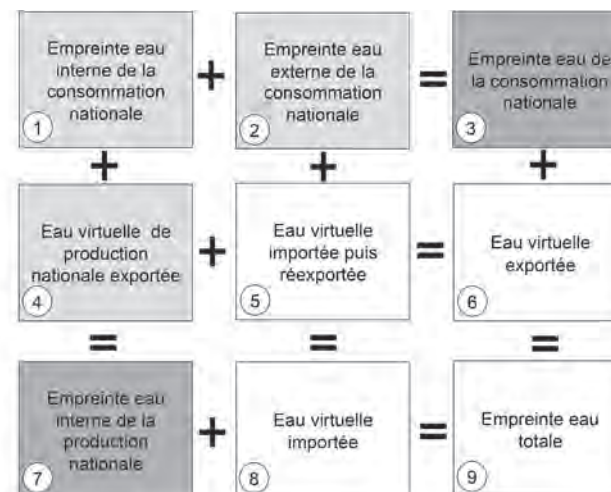 Empreinte eau
interne de la
consommation
nationale
1
+
Empreinte eau
externe de la
consommation
nationale
2
=
Empreinte eau de
la consommation
nationale
3
+
+
+
Eau virtuelle de
production
nationale exportée
4
+
Eau virtuelle
importée puis
réexportée
5
=
Eau virtuelle
exportée
6
=
=
=
Empreinte eau
interne de la
production
nationale
7
+
Eau virtuelle
importée
8
=
Empreinte eau
totale
9